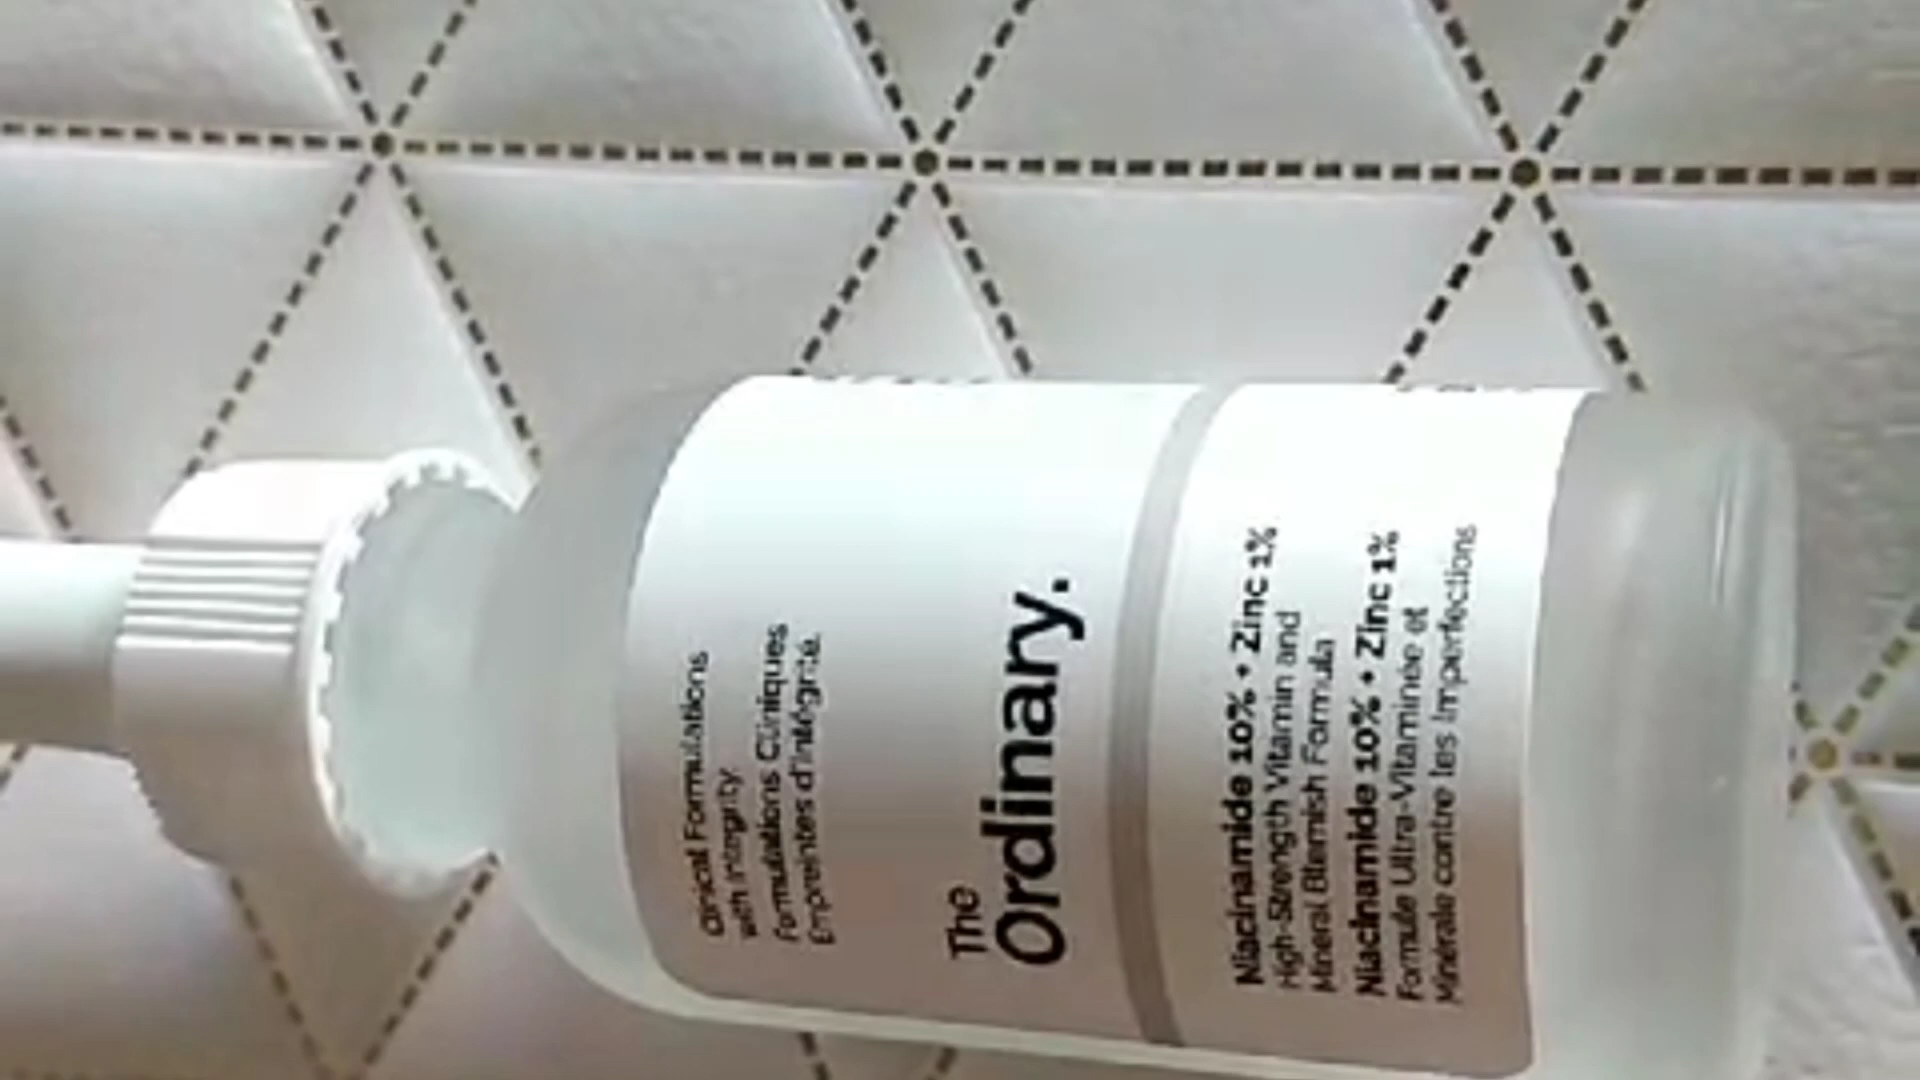 Clinical Formulations
with Integrity
Formulations Cliniques
Empreintes d'intégrité.
The
Ordinary.
Niacinamide 10% + Zinc 1%
High-Strength Vitamin and
Mineral Blemish Formula
Niacinamide 10% + Zinc 1%
Formule Ultra-Vitaminée et
Minérale contre les Imperfections